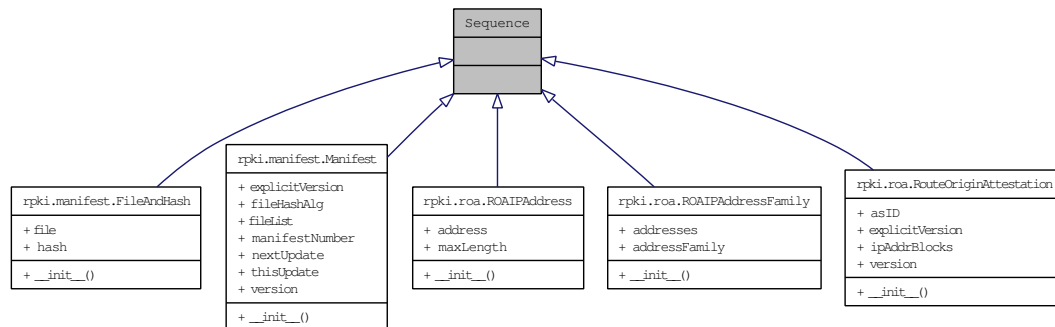 Sequence
rpki.manifest.FileAndHash
+ file
+ hash
+ __init__()
rpki.manifest.Manifest
+ explicitVersion
+ fileHashAlg
+ fileList
+ manifestNumber
+ nextUpdate
+ thisUpdate
+ version
+ __init__()
rpki.roa.ROAIPAddress
+ address
+ maxLength
+ __init__()
rpki.roa.ROAIPAddressFamily
+ addresses
+ addressFamily
+ __init__()
rpki.roa.RouteOriginAttestation
+ asID
+ explicitVersion
+ ipAddrBlocks
+ version
+ __init__()